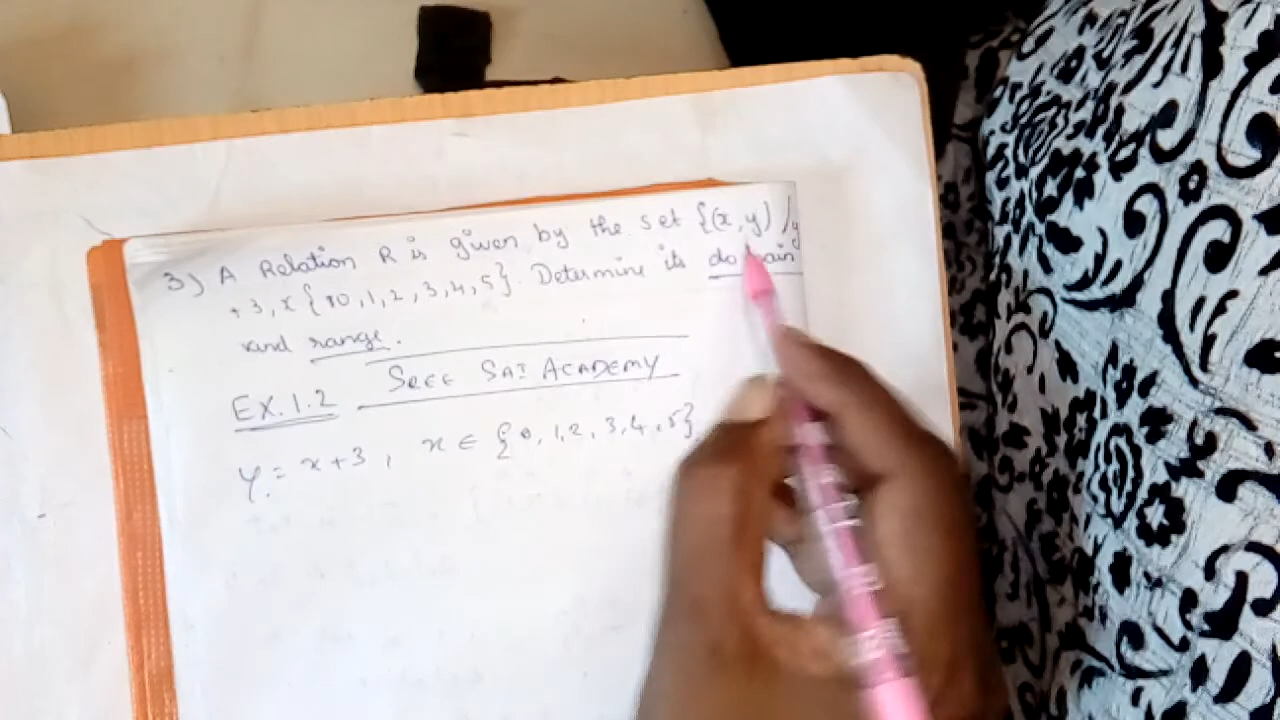 3) A Relation R is given by the set {(x,y) /y
+3, x {10,1,2,3,4,5}. Determine its domain
and range.
SREE SAI ACADEMY
EX.1.2
y = x+3, x ∈ {0,1,2,3,4,5}